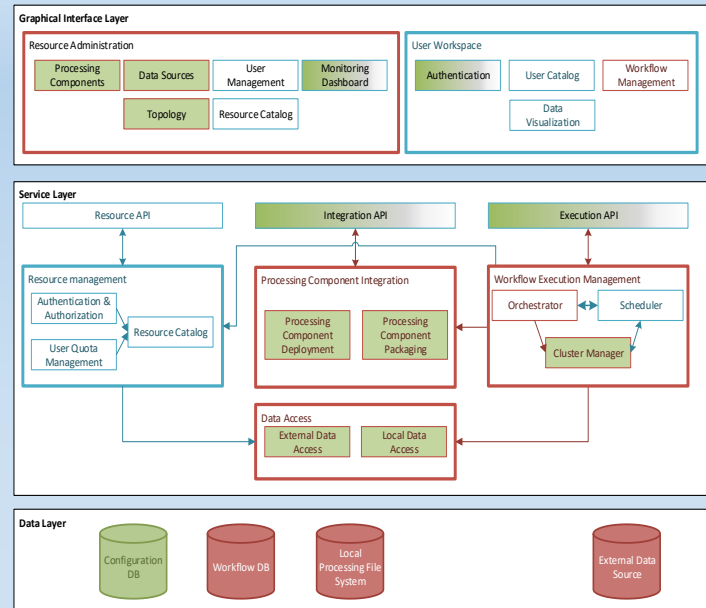 Graphical Interface Layer
Resource Administration
Processing
Components
Data Sources
User
Management
Monitoring
Dashboard
Topology
Resource Catalog
User Workspace
Authentication
User Catalog
Workflow
Management
Data
Visualization
Service Layer
Resource API
Integration API
Execution API
Resource management
Authentication &
Authorization
User Quota
Management
Resource Catalog
Processing Component Integration
Processing
Component
Deployment
Processing
Component
Packaging
Workflow Execution Management
Orchestrator
Scheduler
Cluster Manager
Data Access
External Data
Access
Local Data
Access
Data Layer
Configuration
DB
Workflow DB
Local
Processing File
System
External Data
Source